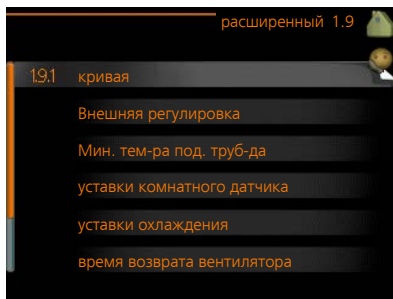 расширенный 1.9
1.9.1 кривая
Внешняя регулировка
Мин. тем-ра под. труб-да
уставки комнатного датчика
уставки охлаждения
время возврата вентилятора